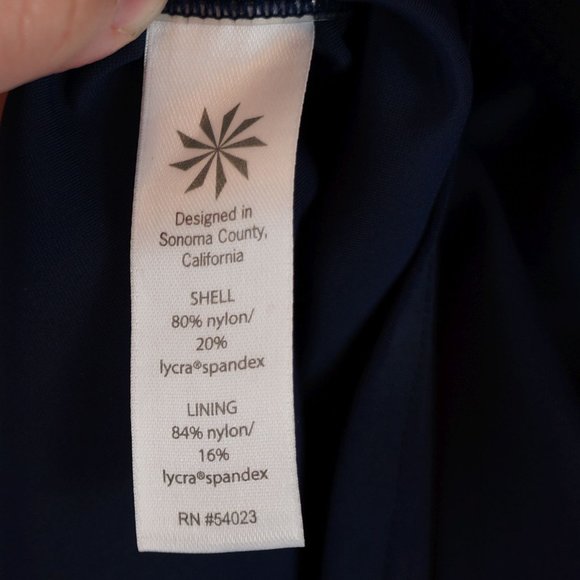 Designed in
Sonoma County,
California
SHELL
80% nylon/
20%
lycra®spandex
LINING
84% nylon/
16%
lycra®spandex
RN #54023